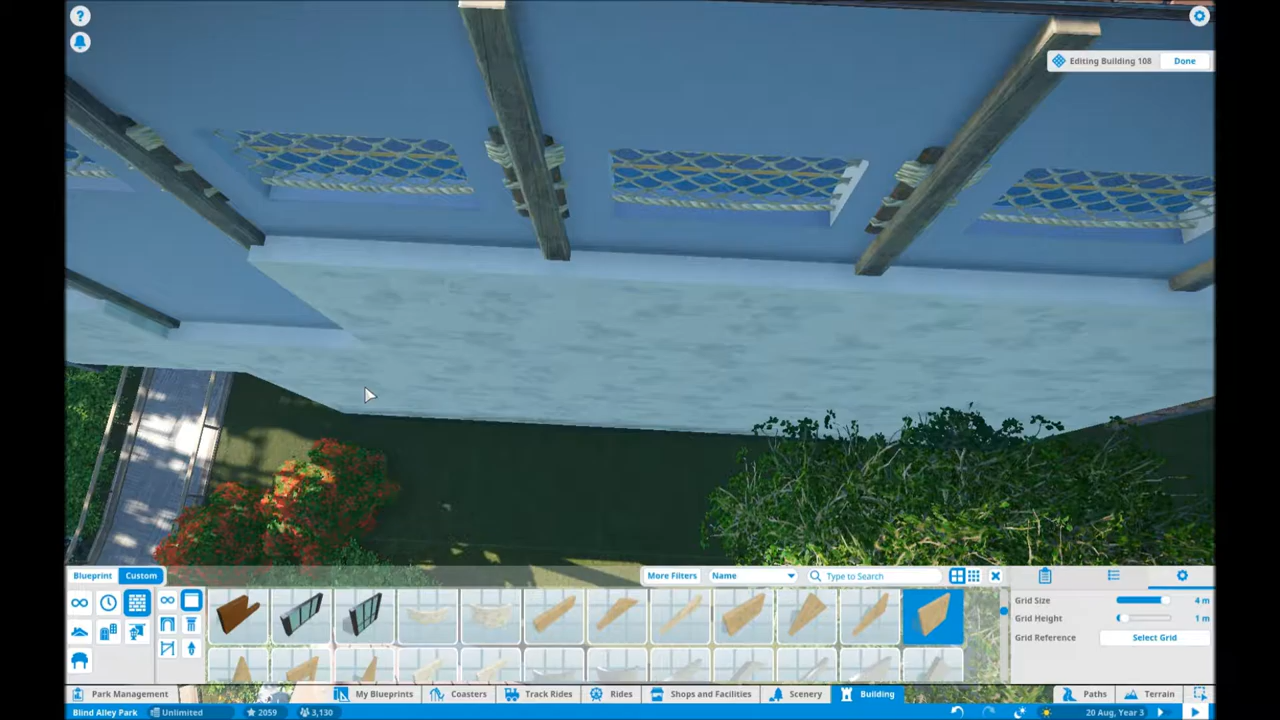 ?
Editing Building 108 Done
Blueprint Custom
More Filters Name Type to Search
Grid Size 4 m
Grid Height 1 m
Grid Reference Select Grid
Park Management My Blueprints Coasters Track Rides Rides Shops and Facilities Scenery Building Paths Terrain
Blind Alley Park Unlimited 2059 3,130 20 Aug, Year 3